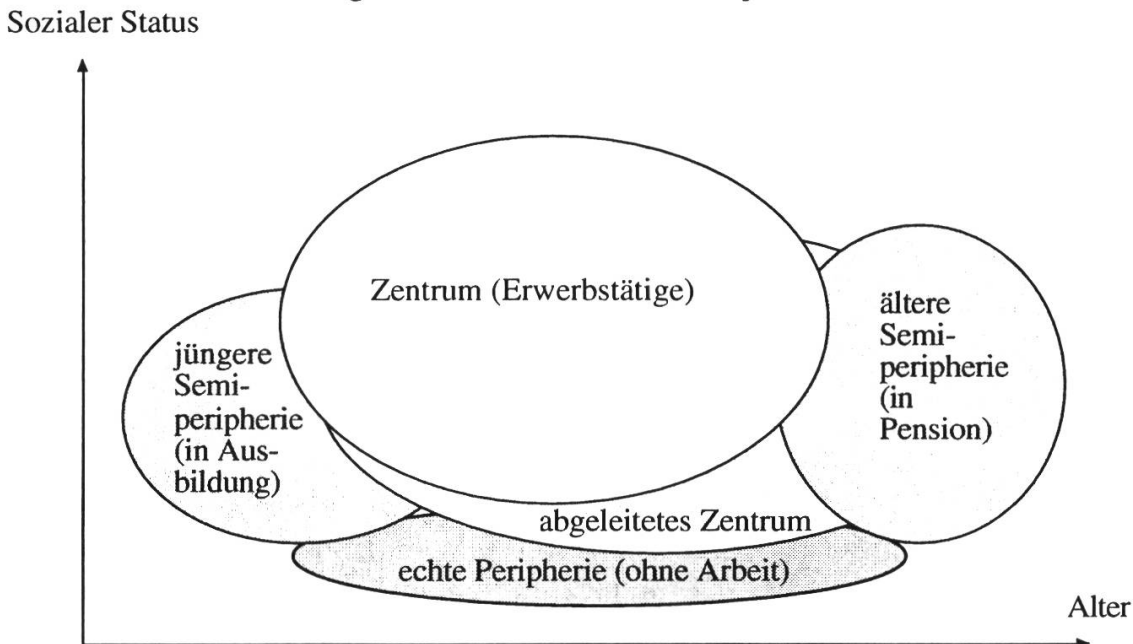 Sozialer Status
Zentrum (Erwerbstätige)
jüngere
Semi-
peripherie
(in Aus-
bildung)
ältere
Semi-
peripherie
(in
Pension)
abgeleitetes Zentrum
echte Peripherie (ohne Arbeit)
Alter